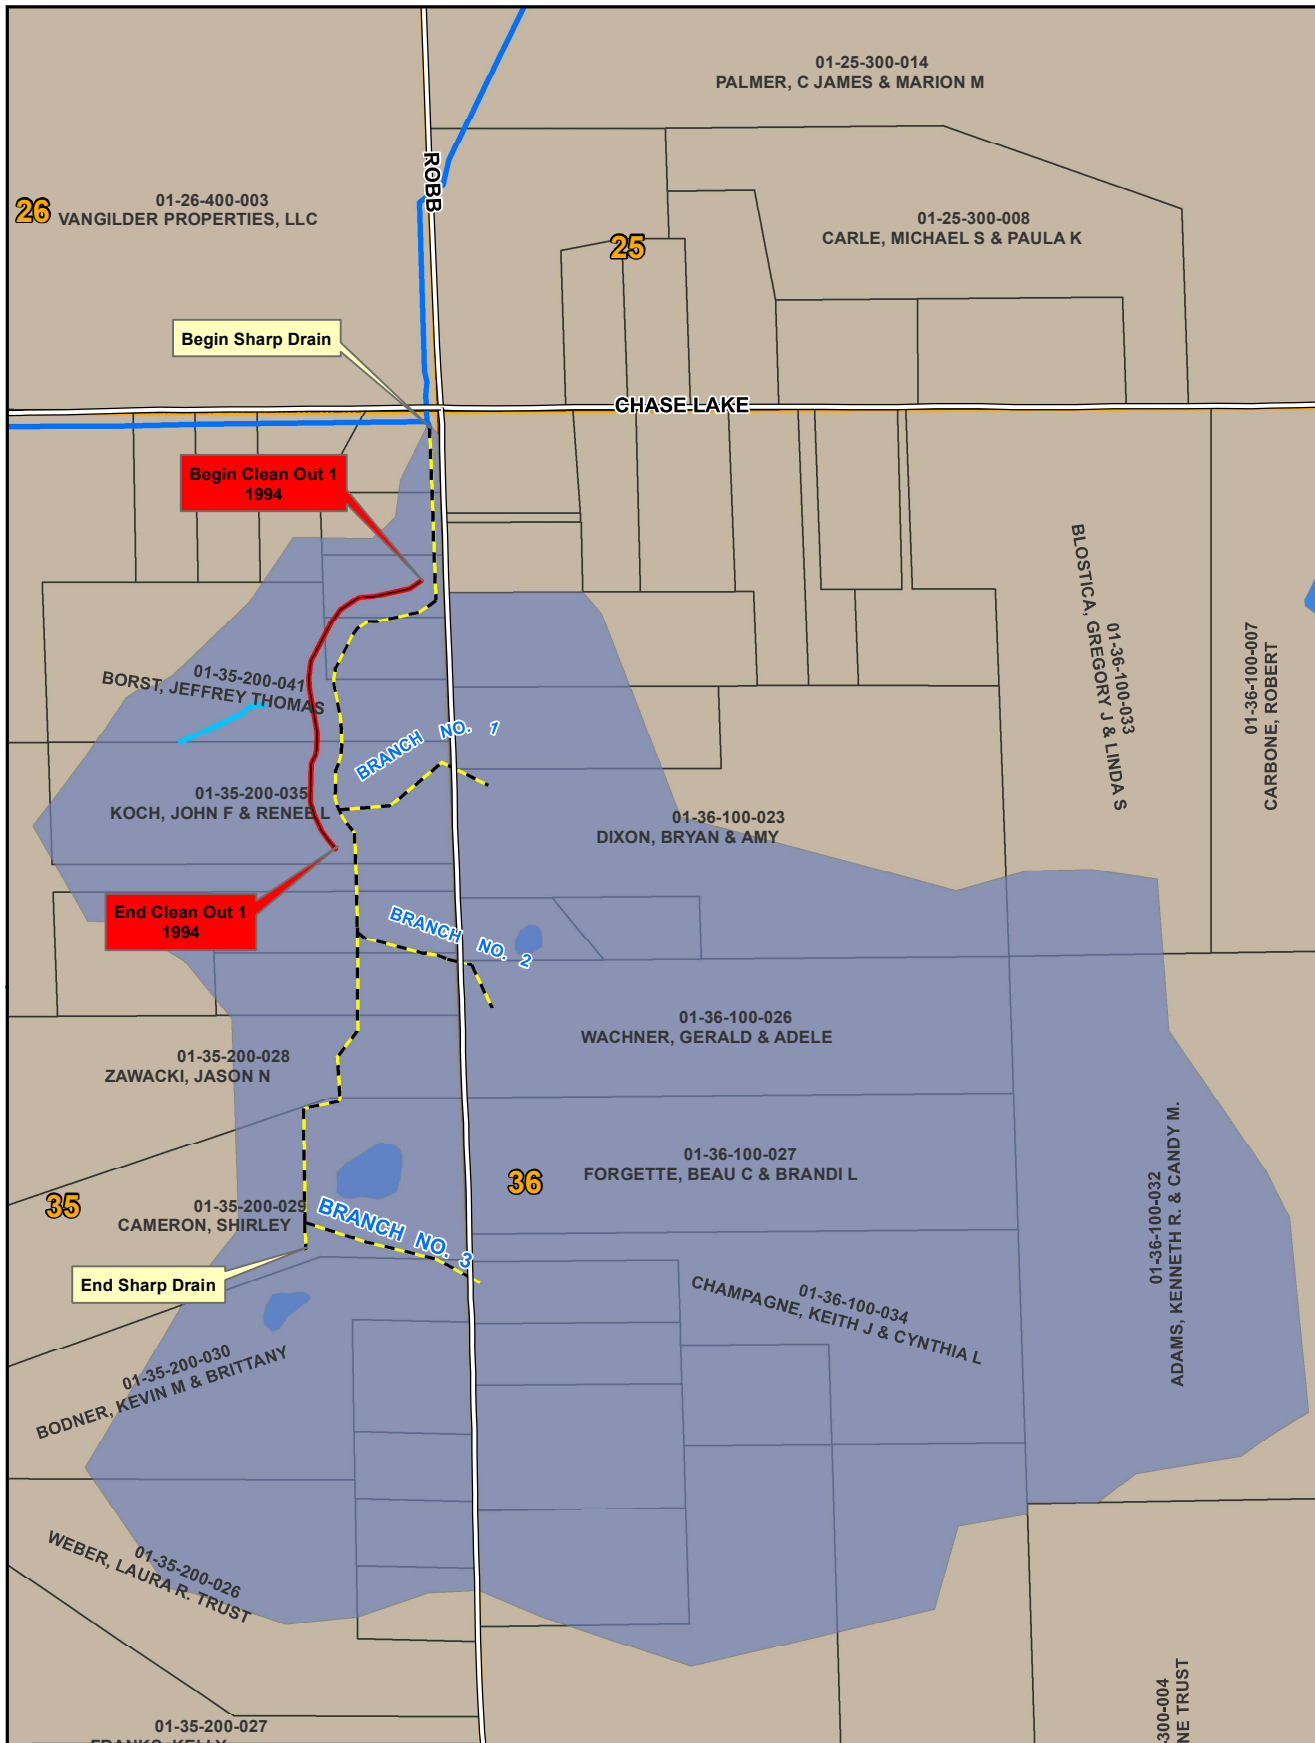 01-25-300-014
PALMER, C JAMES & MARION M
ROBB
26
01-26-400-003
VANGILDER PROPERTIES, LLC
25
01-25-300-008
CARLE, MICHAEL S & PAULA K
Begin Sharp Drain
CHASE LAKE
Begin Clean Out 1
1994
01-36-100-033
BLOSTICA, GREGORY J & LINDA S
01-36-100-007
CARBONE, ROBERT
01-35-200-041
BORST, JEFFREY THOMAS
BRANCH NO. 1
01-35-200-035
KOCH, JOHN F & RENEE L
01-36-100-023
DIXON, BRYAN & AMY
End Clean Out 1
1994
BRANCH NO. 2
01-36-100-026
WACHNER, GERALD & ADELE
01-35-200-028
ZAWACKI, JASON N
01-36-100-027
FORGETTE, BEAU C & BRANDI L
36
01-36-100-032
ADAMS, KENNETH R. & CANDY M.
35
01-35-200-029
CAMERON, SHIRLEY
BRANCH NO. 3
End Sharp Drain
01-36-100-034
CHAMPAGNE, KEITH J & CYNTHIA L
01-35-200-030
BODNER, KEVIN M & BRITTANY
01-35-200-026
WEBER, LAURA R. TRUST
01-35-200-027
FRANKS, KELLY
-300-004
NE TRUST